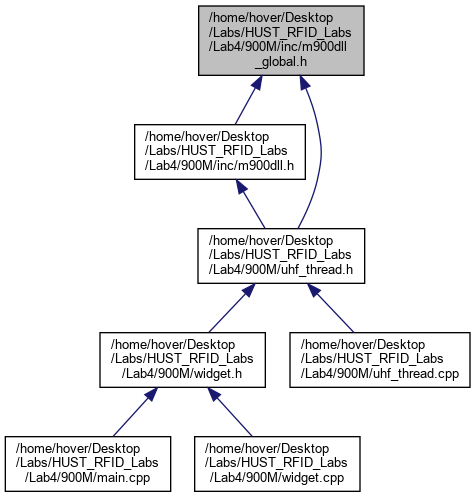 /home/hover/Desktop
/Labs/HUST_RFID_Labs
/Lab4/900M/inc/m900dll
_global.h
/home/hover/Desktop
/Labs/HUST_RFID_Labs
/Lab4/900M/inc/m900dll.h
/home/hover/Desktop
/Labs/HUST_RFID_Labs
/Lab4/900M/uhf_thread.h
/home/hover/Desktop
/Labs/HUST_RFID_Labs
/Lab4/900M/widget.h
/home/hover/Desktop
/Labs/HUST_RFID_Labs
/Lab4/900M/uhf_thread.cpp
/home/hover/Desktop
/Labs/HUST_RFID_Labs
/Lab4/900M/main.cpp
/home/hover/Desktop
/Labs/HUST_RFID_Labs
/Lab4/900M/widget.cpp